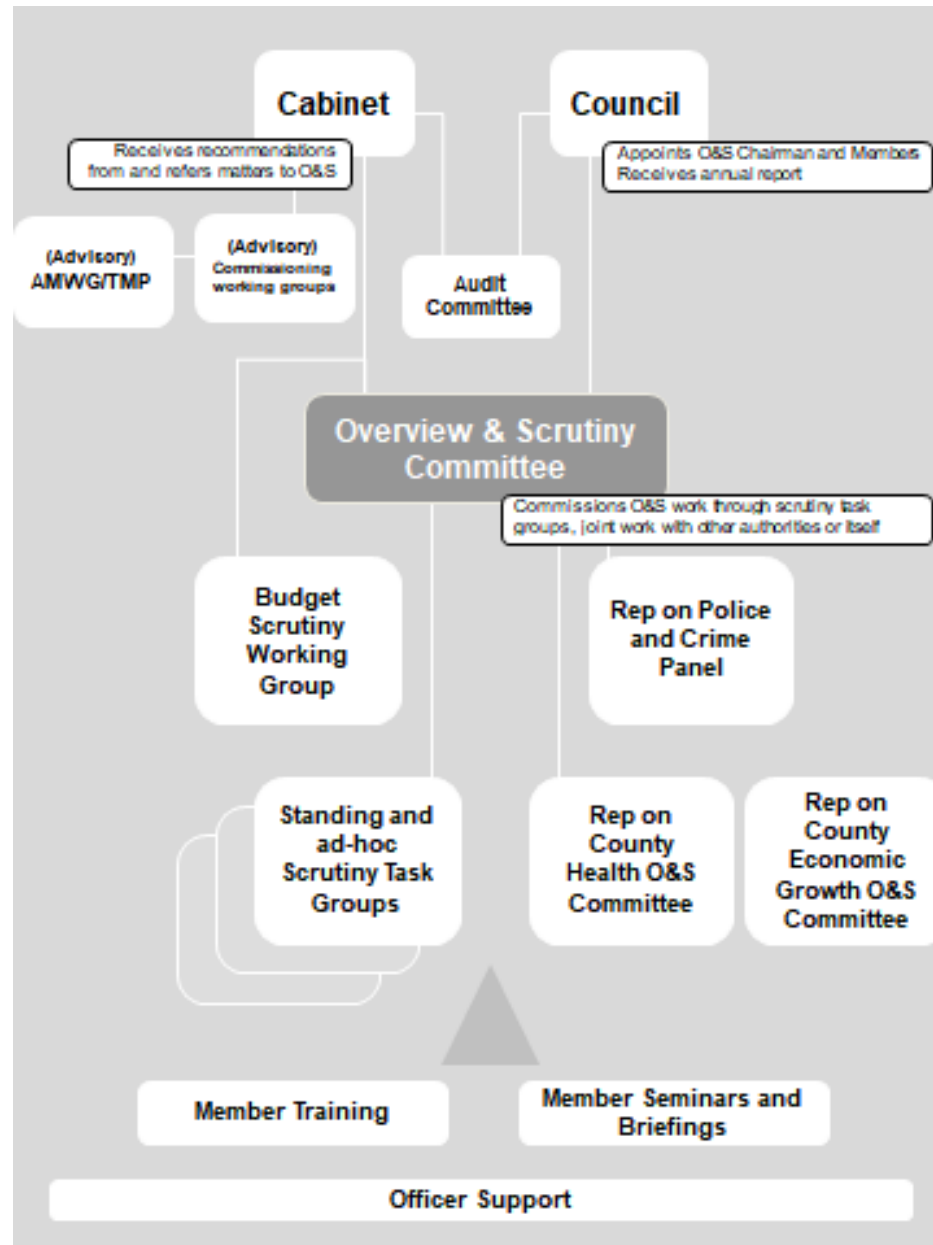 Cabinet
Council
Receives recommendations
from and refers matters to O&S
Appoints O&S Chairman and Members
Receives annual report
(Advisory)
AMWG/TMP
(Advisory)
Commissioning
working groups
Audit
Committee
Overview & Scrutiny
Committee
Commissions O&S work through scrutiny task
groups, joint work with other authorities or itself
Budget
Scrutiny
Working
Group
Rep on Police
and Crime
Panel
Standing and
ad-hoc
Scrutiny Task
Groups
Rep on
County
Health O&S
Committee
Rep on
County
Economic
Growth O&S
Committee
Member Training
Member Seminars and
Briefings
Officer Support